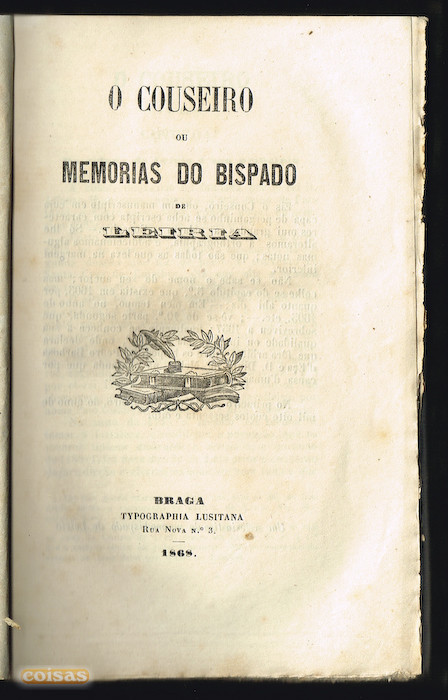 O COUSEIRO
OU
MEMORIAS DO BISPADO
DE
LEIRIA
BRAGA
TYPOGRAPHIA LUSITANA
RUA NOVA N.º 3.
1868.
coisas